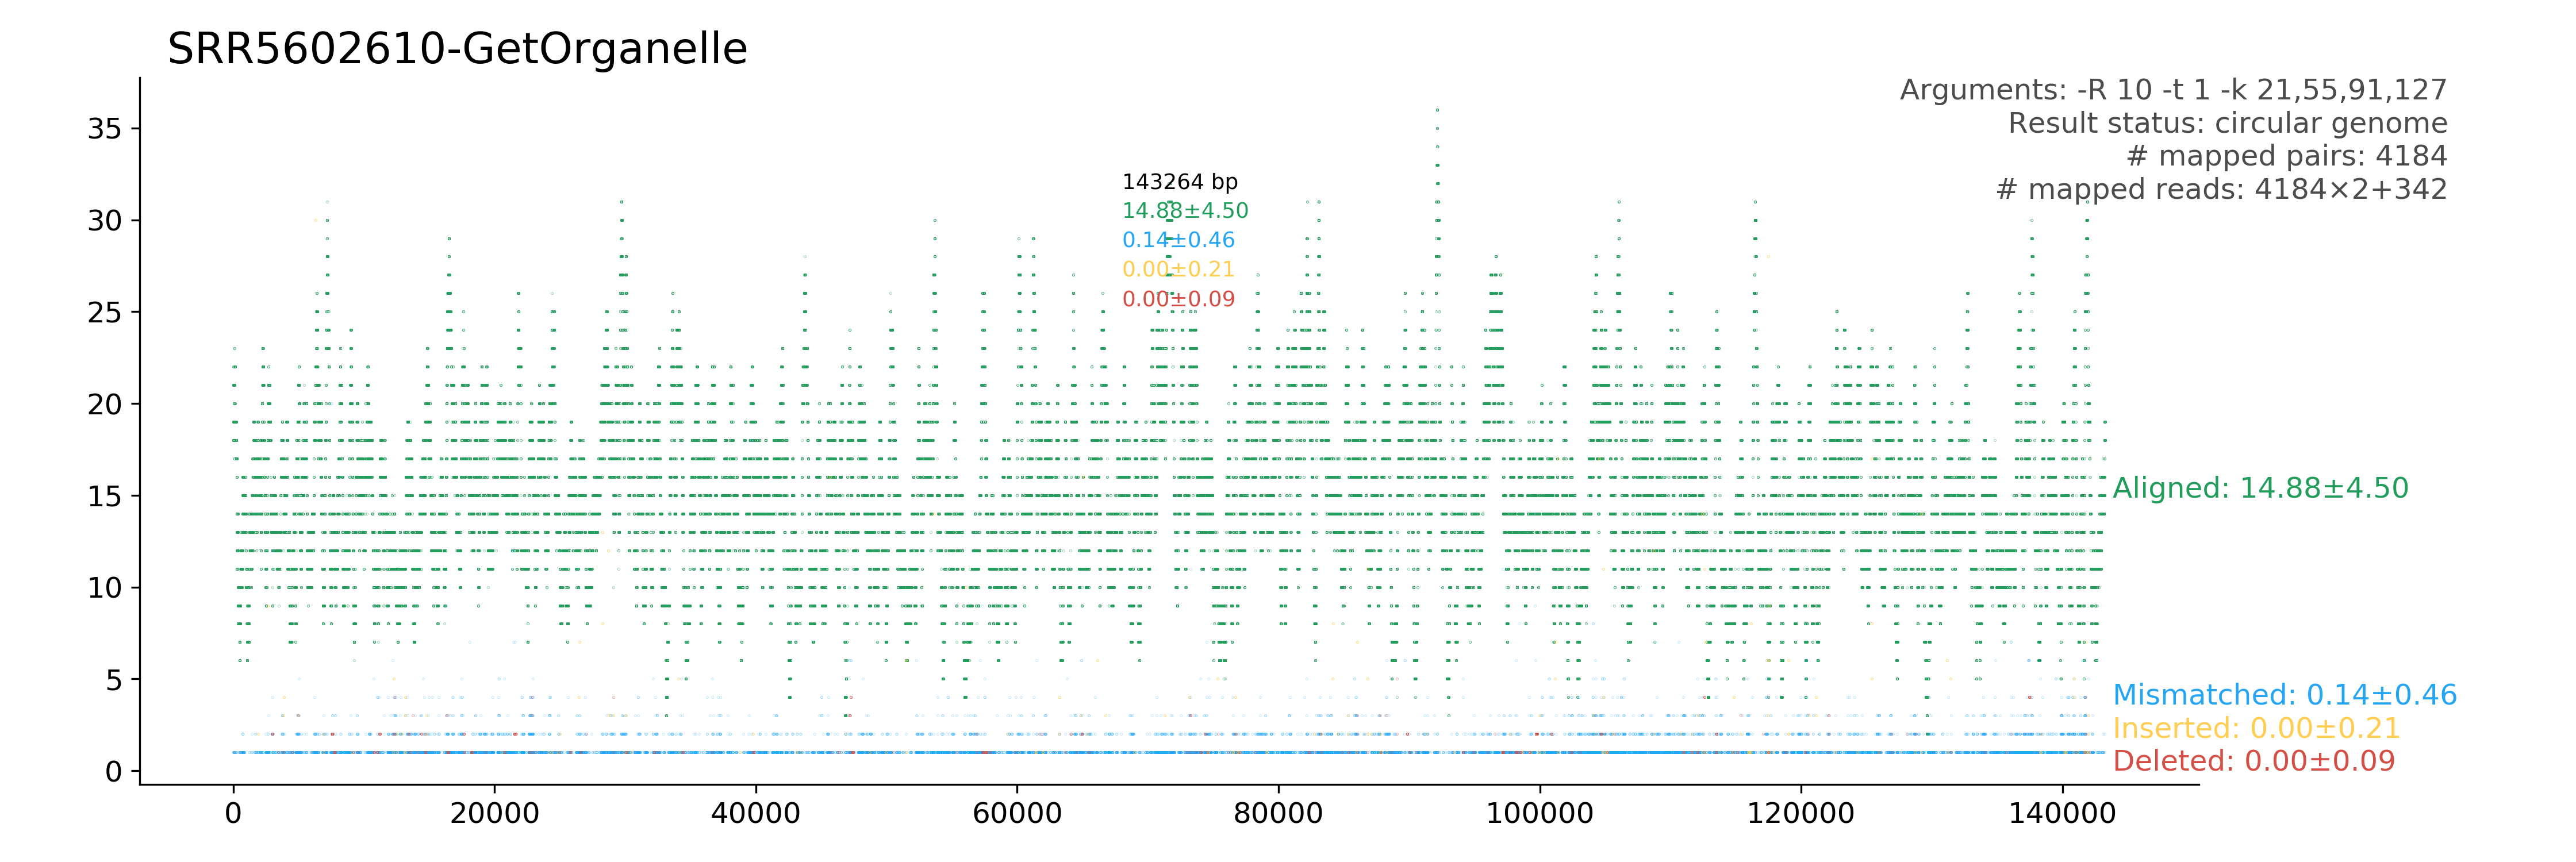 SRR5602610-GetOrganelle
Arguments: -R 10 -t 1 -k 21,55,91,127
Result status: circular genome
# mapped pairs: 4184
# mapped reads: 4184×2+342
143264 bp
14.88±4.50
0.14±0.46
0.00±0.21
0.00±0.09
35
30
25
20
15
10
5
0
Aligned: 14.88±4.50
Mismatched: 0.14±0.46
Inserted: 0.00±0.21
Deleted: 0.00±0.09
0 20000 40000 60000 80000 100000 120000 140000